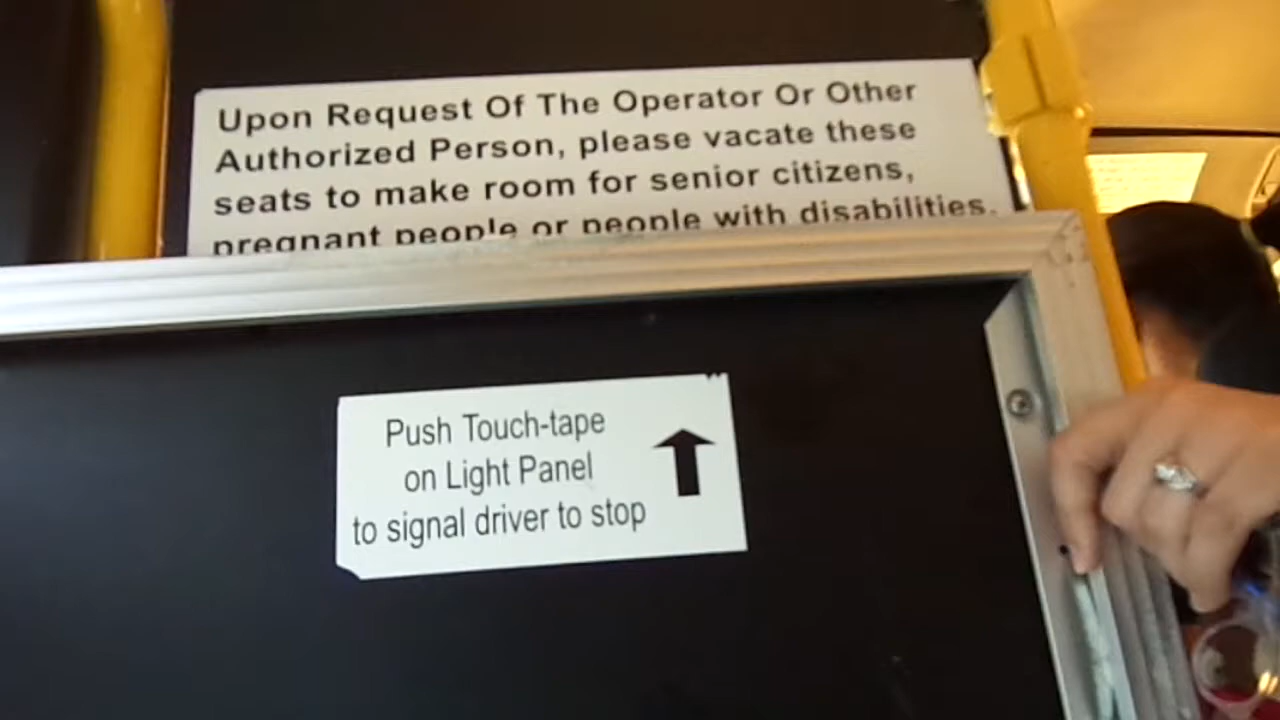 Upon Request Of The Operator Or Other
Authorized Person, please vacate these
seats to make room for senior citizens,
pregnant people or people with disabilities.
Push Touch-tape
on Light Panel
to signal driver to stop